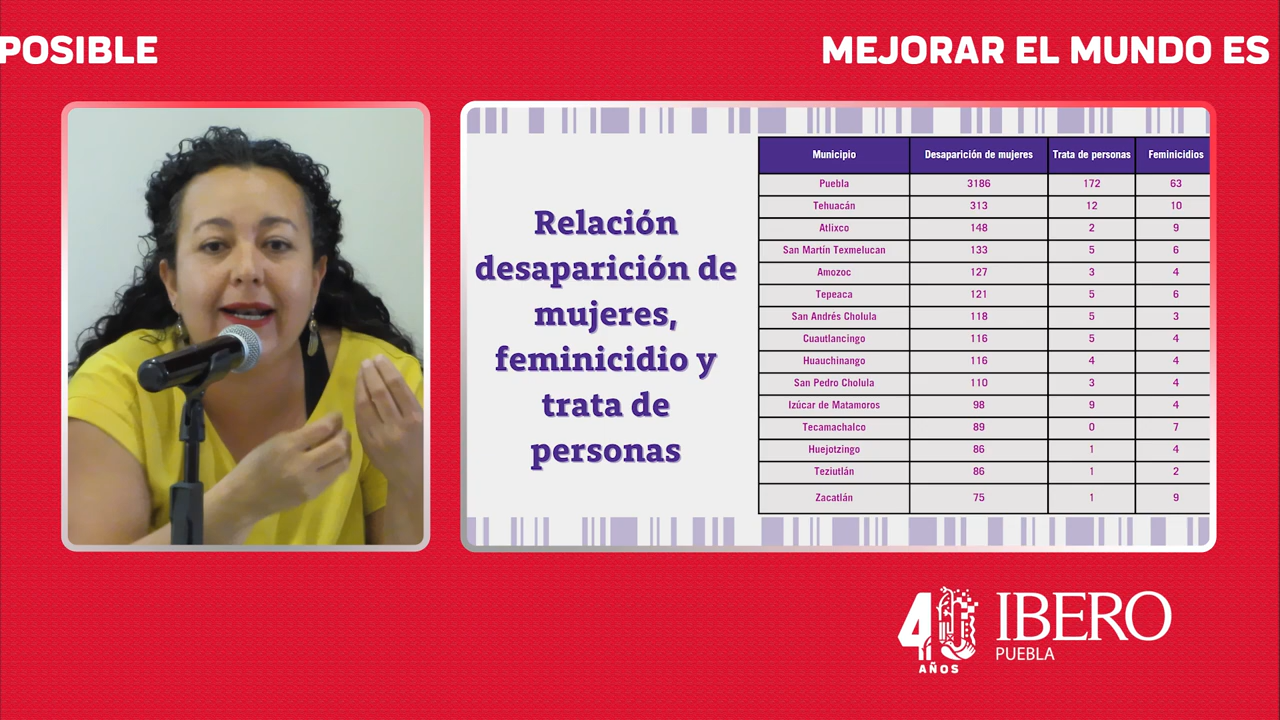 POSIBLE
MEJORAR EL MUNDO ES
Relación
desaparición de
mujeres,
feminicidio y
trata de
personas
Municipio Desaparición de mujeres Trata de personas Feminicidios
Puebla 3186 172 63
Tehuacán 313 12 10
Atlixco 148 2 9
San Martín Texmelucan 133 5 6
Amozoc 127 3 4
Tepeaca 121 5 6
San Andrés Cholula 118 5 3
Cuautlancingo 116 5 4
Huauchinango 116 4 4
San Pedro Cholula 110 3 4
Izúcar de Matamoros 98 9 4
Tecamachalco 89 0 7
Huejotzingo 86 1 4
Teziutlán 86 1 2
Zacatlán 75 1 9
40
AÑOS
IBERO
PUEBLA